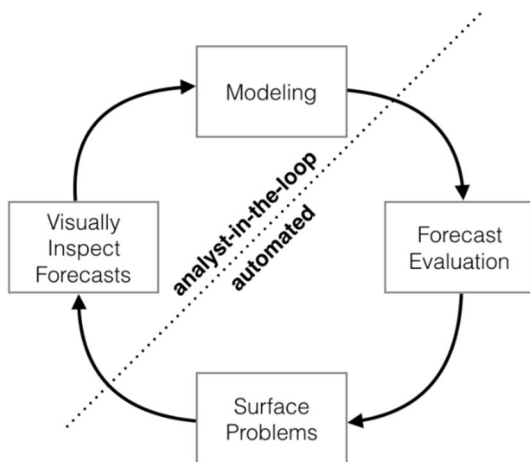 Modeling
analyst-in-the-loop
automated
Visually
Inspect
Forecasts
Forecast
Evaluation
Surface
Problems